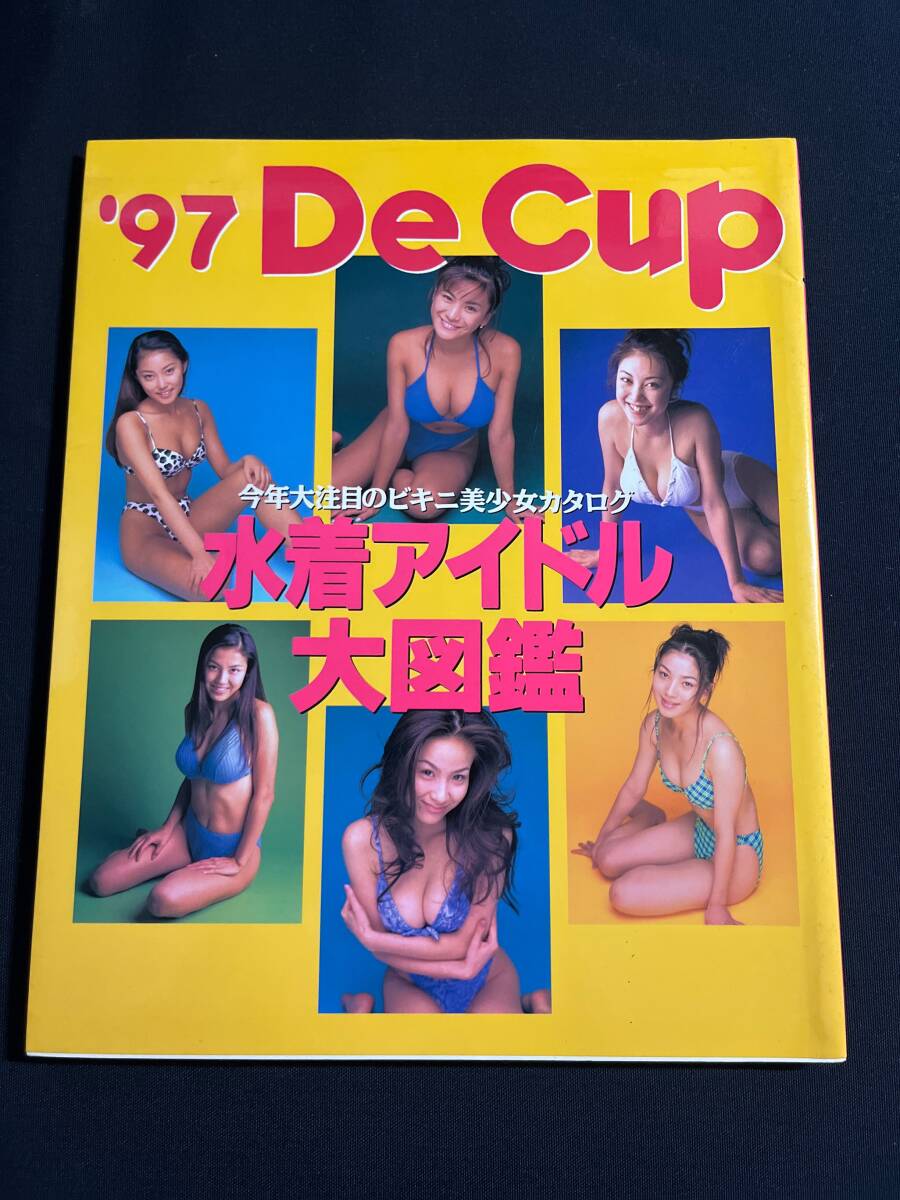 '97 De Cup
今年大注目のビキニ美少女カタログ
水着アイドル
大図鑑